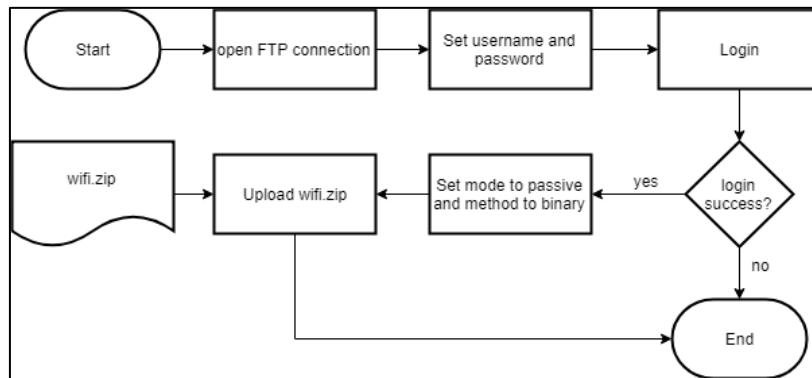 Start
open FTP connection
Set username and
password
Login
wifi.zip
Upload wifi.zip
Set mode to passive
and method to binary
yes
login
success?
no
End